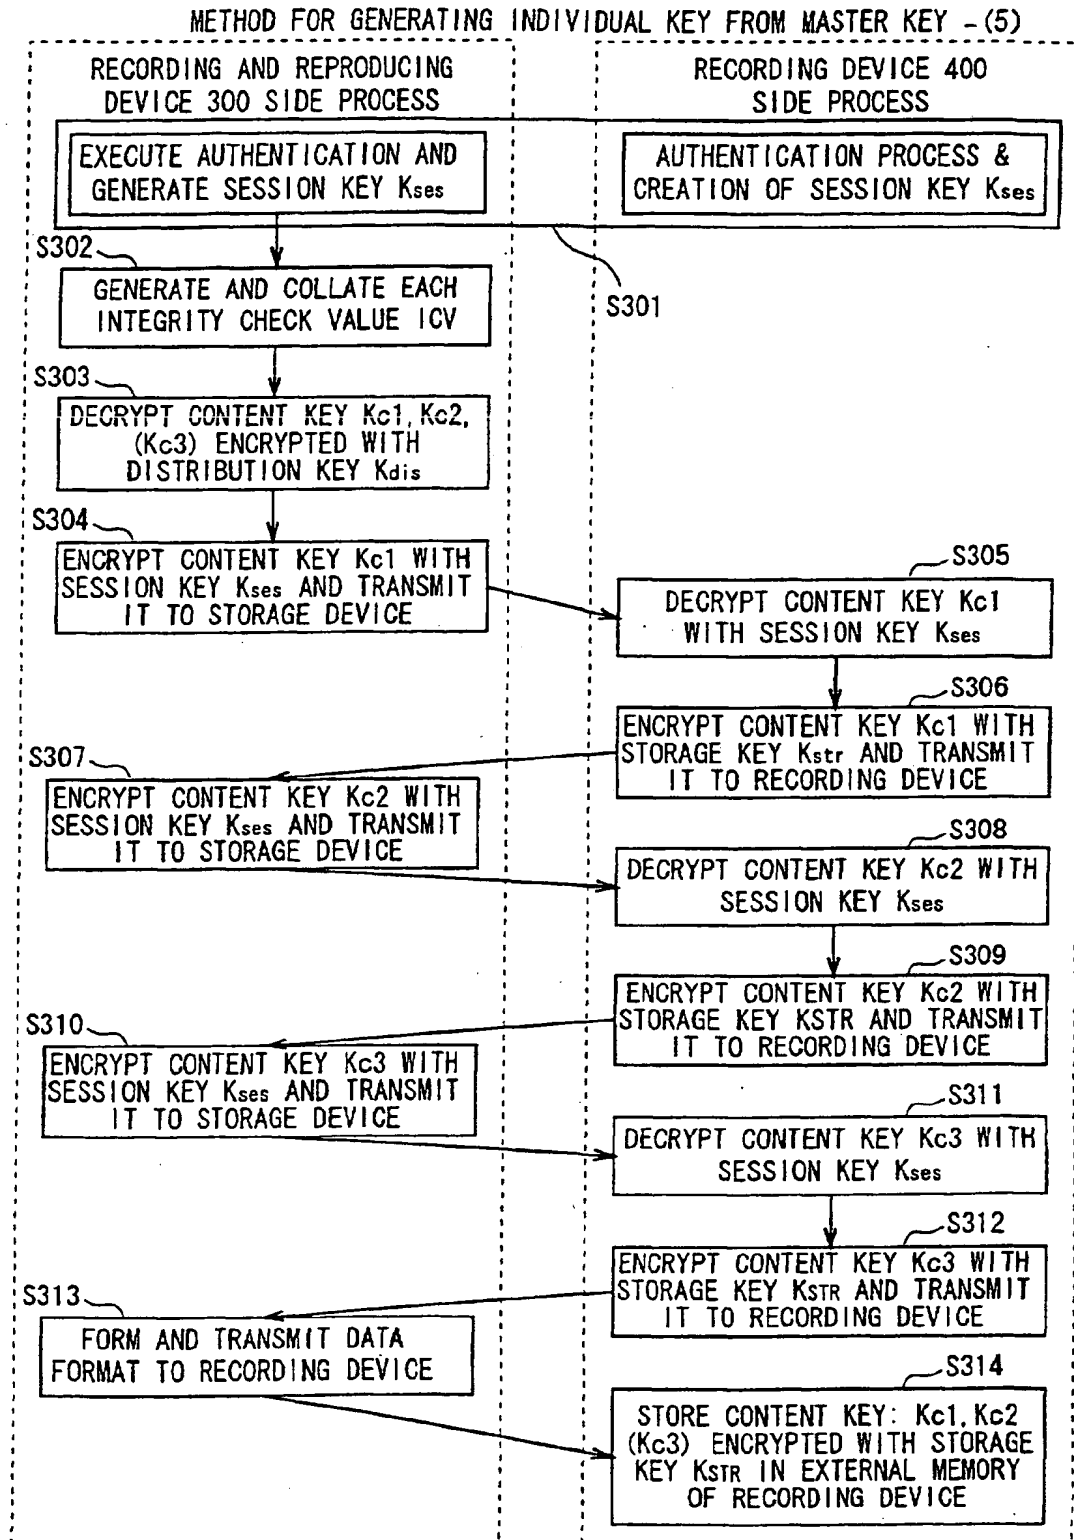 METHOD FOR GENERATING INDIVIDUAL KEY FROM MASTER KEY - (5)
RECORDING AND REPRODUCING
DEVICE 300 SIDE PROCESS
RECORDING DEVICE 400
SIDE PROCESS
EXECUTE AUTHENTICATION AND
GENERATE SESSION KEY Kses
AUTHENTICATION PROCESS &
CREATION OF SESSION KEY Kses
S301
S302
GENERATE AND COLLATE EACH
INTEGRITY CHECK VALUE ICV
S303
DECRYPT CONTENT KEY Kc1, Kc2,
(Kc3) ENCRYPTED WITH
DISTRIBUTION KEY Kdis
S304
ENCRYPT CONTENT KEY Kc1 WITH
SESSION KEY Kses AND TRANSMIT
IT TO STORAGE DEVICE
S305
DECRYPT CONTENT KEY Kc1
WITH SESSION KEY Kses
S306
ENCRYPT CONTENT KEY Kc1 WITH
STORAGE KEY Kstr AND TRANSMIT
IT TO RECORDING DEVICE
S307
ENCRYPT CONTENT KEY Kc2 WITH
SESSION KEY Kses AND TRANSMIT
IT TO STORAGE DEVICE
S308
DECRYPT CONTENT KEY Kc2 WITH
SESSION KEY Kses
S309
ENCRYPT CONTENT KEY Kc2 WITH
STORAGE KEY KSTR AND TRANSMIT
IT TO RECORDING DEVICE
S310
ENCRYPT CONTENT KEY Kc3 WITH
SESSION KEY Kses AND TRANSMIT
IT TO STORAGE DEVICE
S311
DECRYPT CONTENT KEY Kc3 WITH
SESSION KEY Kses
S312
ENCRYPT CONTENT KEY Kc3 WITH
STORAGE KEY KSTR AND TRANSMIT
IT TO RECORDING DEVICE
S313
FORM AND TRANSMIT DATA
FORMAT TO RECORDING DEVICE
S314
STORE CONTENT KEY: Kc1, Kc2
(Kc3) ENCRYPTED WITH STORAGE
KEY KSTR IN EXTERNAL MEMORY
OF RECORDING DEVICE